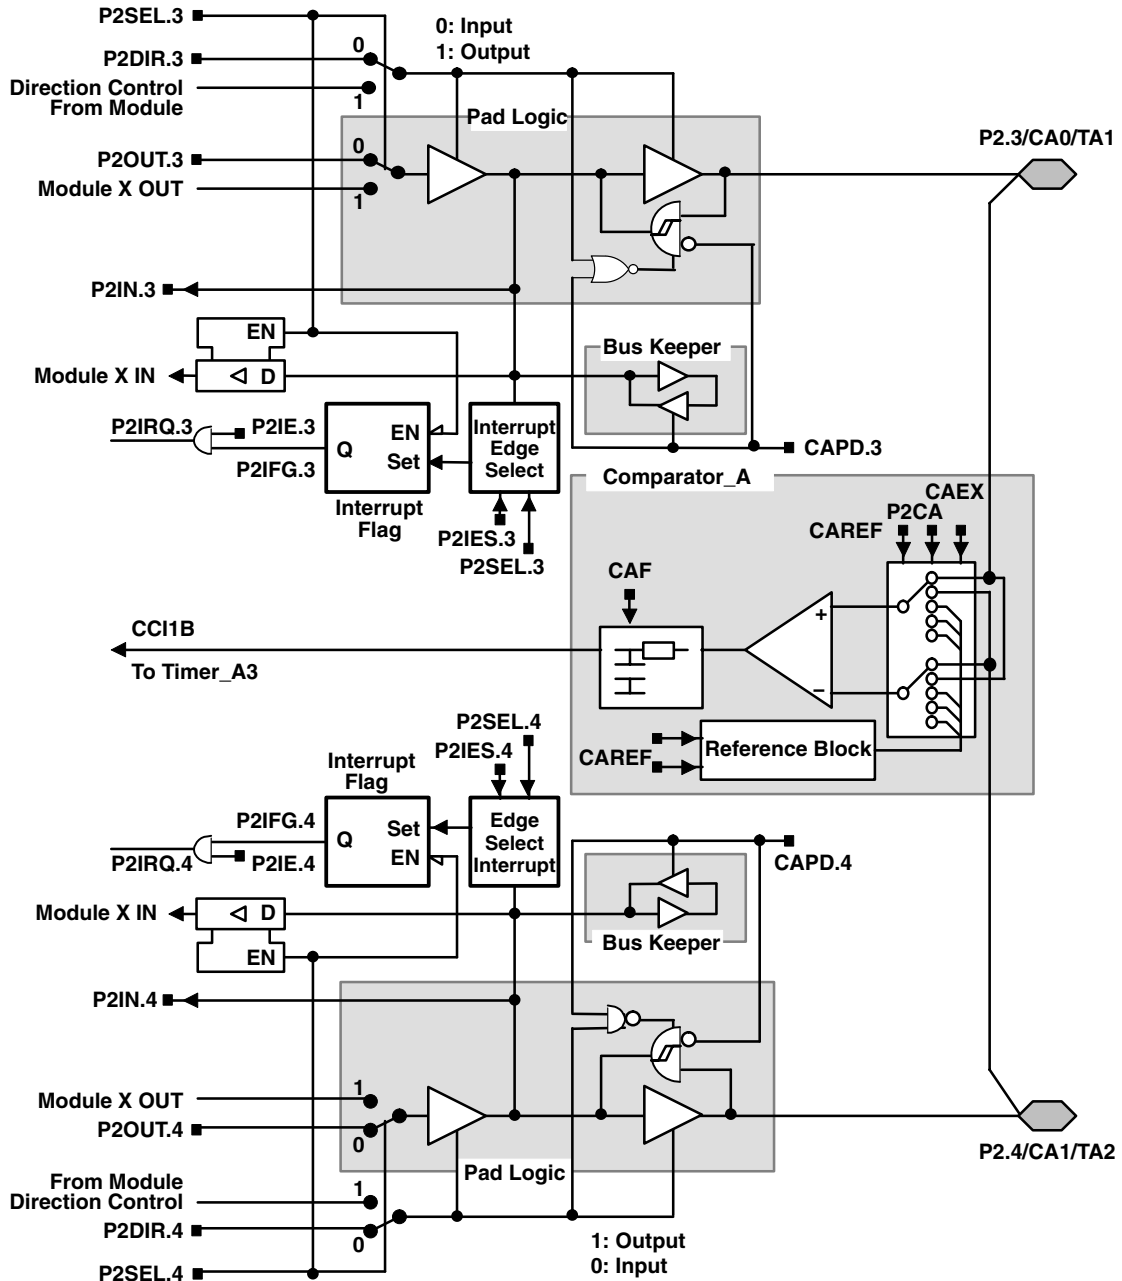 P2SEL.3
0: Input
1: Output
P2DIR.3
0
Direction Control
From Module
1
Pad Logic
P2.3/CA0/TA1
P2OUT.3
0
Module X OUT
1
P2IN.3
EN
Bus Keeper
Module X IN
D
P2IRQ.3
P2IE.3
P2IFG.3
Q
EN
Set
Interrupt
Edge
Select
CAPD.3
Interrupt
Flag
P2IES.3
P2SEL.3
Comparator_A
CAEX
P2CA
CAREF
CAF
+
−
CCI1B
To Timer_A3
Reference Block
CAREF
P2SEL.4
P2IES.4
Interrupt
Flag
P2IFG.4
P2IRQ.4
P2IE.4
Q
Set
EN
Edge
Select
Interrupt
CAPD.4
Module X IN
D
EN
Bus Keeper
P2IN.4
Module X OUT
1
P2OUT.4
0
Pad Logic
P2.4/CA1/TA2
From Module
Direction Control
1
P2DIR.4
0
1: Output
0: Input
P2SEL.4